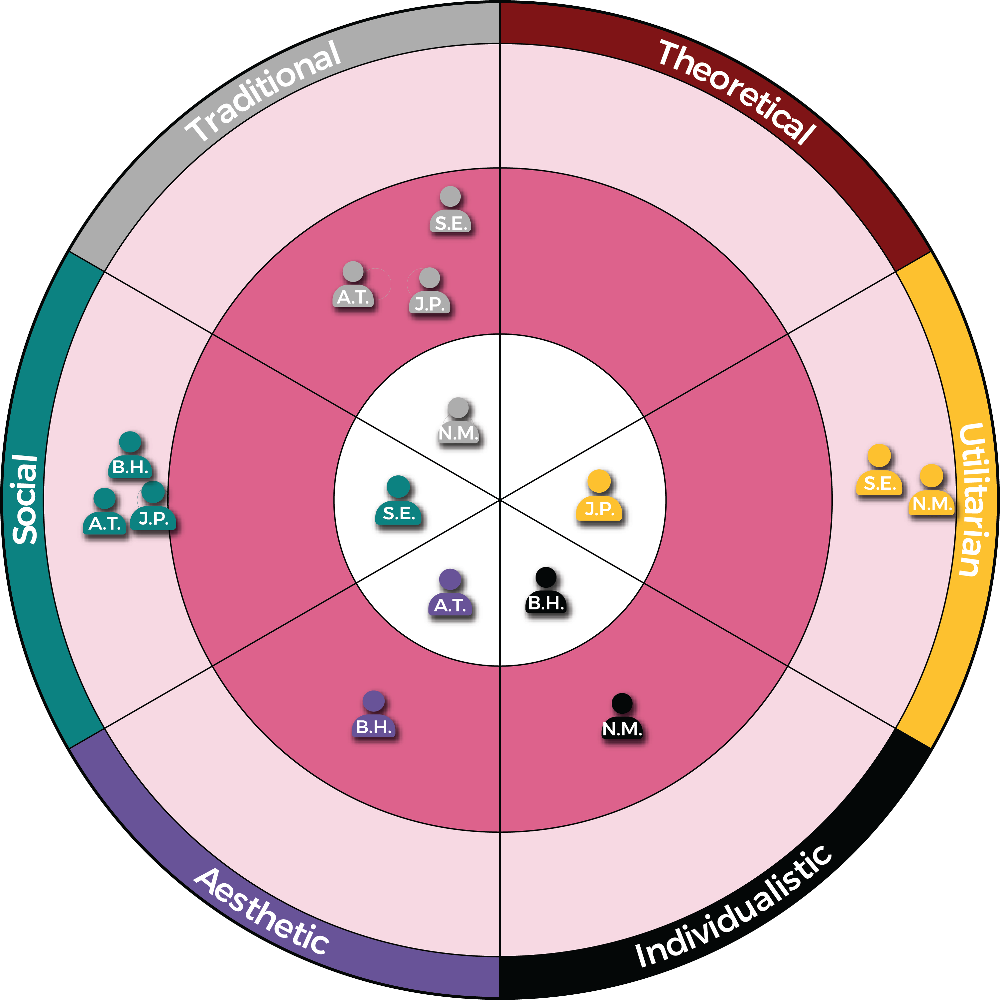 Traditional
Theoretical
S.E.
A.T.
J.P.
N.M.
Social
B.H.
A.T.
J.P.
S.E.
J.P.
S.E.
N.M.
Utilitarian
A.T.
B.H.
B.H.
N.M.
Aesthetic
Individualistic